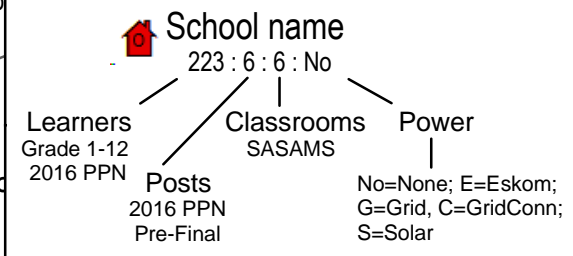 O
School name
223 : 6 : 6 : No
Learners
Grade 1-12
2016 PPN
Posts
2016 PPN
Pre-Final
Classrooms
SASAMS
Power
No=None; E=Eskom;
G=Grid, C=GridConn;
S=Solar